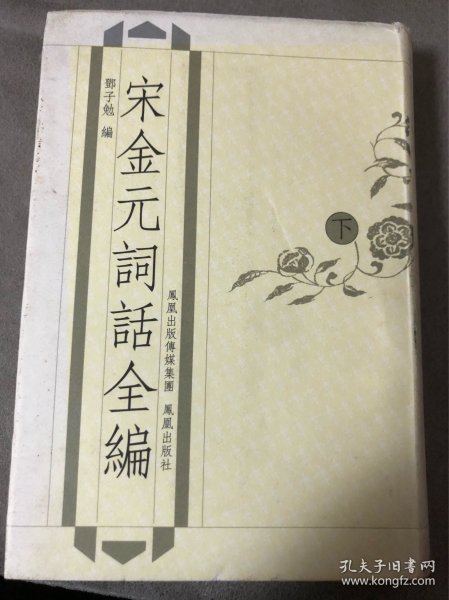 宋金元詞話全編
鄧子勉 編
下
鳳凰出版傳媒集團 鳳凰出版社
孔夫子旧书网
www.kongfz.com